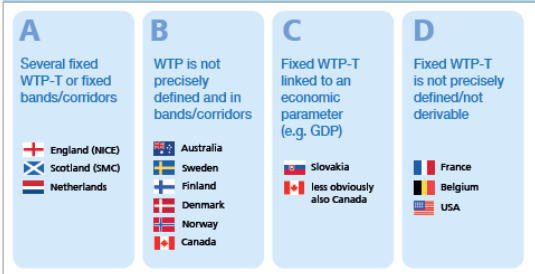 A
Several fixed
WTP-T or fixed
bands/corridors
England (NICE)
Scotland (SMC)
Netherlands
B
WTP is not
precisely
defined and in
bands/corridors
Australia
Sweden
Finland
Denmark
Norway
Canada
C
Fixed WTP-T
linked to an
economic
parameter
(e.g. GDP)
Slovakia
less obviously
also Canada
D
Fixed WTP-T
is not precisely
defined/not
derivable
France
Belgium
USA